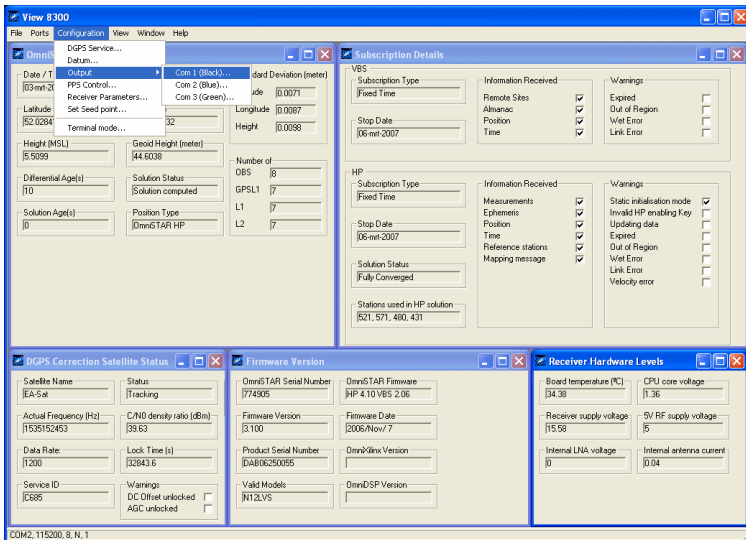 View 8300
File Ports Configuration View Window Help
DGPS Service...
Datum...
Output
PPS Control...
Receiver Parameters...
Set Seed point...
Terminal mode...
Com 1 (Black)...
Com 2 (Blue)...
Com 3 (Green)...
Date / T
03-mrt-20
dard Deviation (meter)
0.0071
Latitude
52.0284
32
Longitude 0.0087
Height 0.0098
Height (MSL)
5.5099
Geoid Height (meter)
44.6038
Differential Age(s)
10
Solution Status
Solution computed
Solution Age(s)
0
Position Type
OmniSTAR HP
Number of
OBS 8
GPSL1 7
L1 7
L2 7
Subscription Details
VBS
Subscription Type
Fixed Time
Stop Date
06-mrt-2007
Information Received
Remote Sites
Almanac
Position
Time
Warnings
Expired
Out of Region
Wet Error
Link Error
HP
Subscription Type
Fixed Time
Stop Date
06-mrt-2007
Solution Status
Fully Converged
Stations used in HP solution
521, 571, 480, 431
Information Received
Measurements
Ephemeris
Position
Time
Reference stations
Mapping message
Warnings
Static initialisation mode
Invalid HP enabling Key
Updating data
Expired
Out of Region
Wet Error
Link Error
Velocity error
DGPS Correction Satellite Status
Satellite Name
EA-Sat
Status
Tracking
Actual Frequency (Hz)
1535152453
C/N0 density ratio (dBm)
39.63
Data Rate:
1200
Lock Time (s)
32843.6
Service ID
C685
Warnings
DC Offset unlocked
AGC unlocked
Firmware Version
OmniSTAR Serial Number
774905
OmniSTAR Firmware
HP 4.10 VBS 2.06
Firmware Version
3.100
Firmware Date
2006/Nov/ 7
Product Serial Number
DAB06250055
OmniXilinx Version
Valid Models
N12LVS
OmniDSP Version
Receiver Hardware Levels
Board temperature (ºC)
34.38
CPU core voltage
1.36
Receiver supply voltage
15.58
5V RF supply voltage
5
Internal LNA voltage
0
Internal antenna current
0.04
COM2, 115200, 8, N, 1